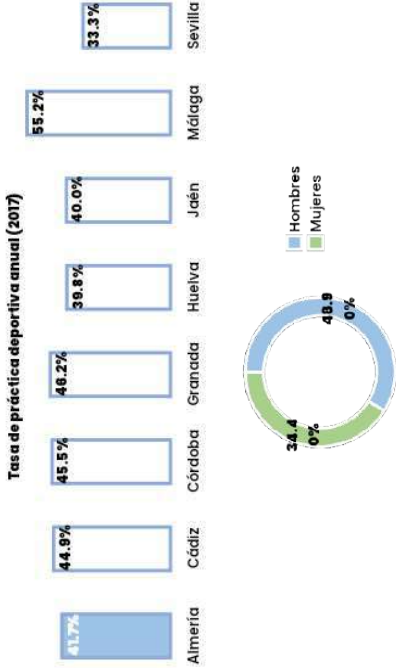 Tasa de práctica deportiva anual (2017)
41.7%
44.9%
45.5%
46.2%
39.8%
40.0%
55.2%
33.3%
Almería
Cádiz
Córdoba
Granada
Huelva
Jaén
Málaga
Sevilla
34.4
0%
48.9
0%
Hombres
Mujeres